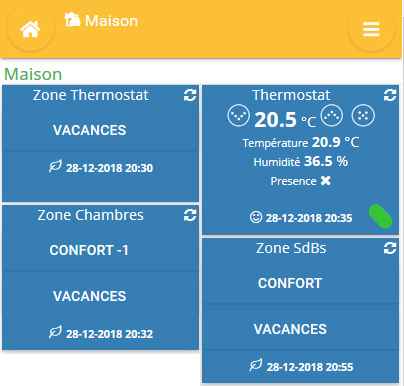 Maison
Maison
Zone Thermostat
VACANCES
28-12-2018 20:30
Thermostat
20.5 °C
Température 20.9 °C
Humidité 36.5 %
Presence
28-12-2018 20:35
Zone Chambres
CONFORT -1
VACANCES
28-12-2018 20:32
Zone SdBs
CONFORT
VACANCES
28-12-2018 20:55